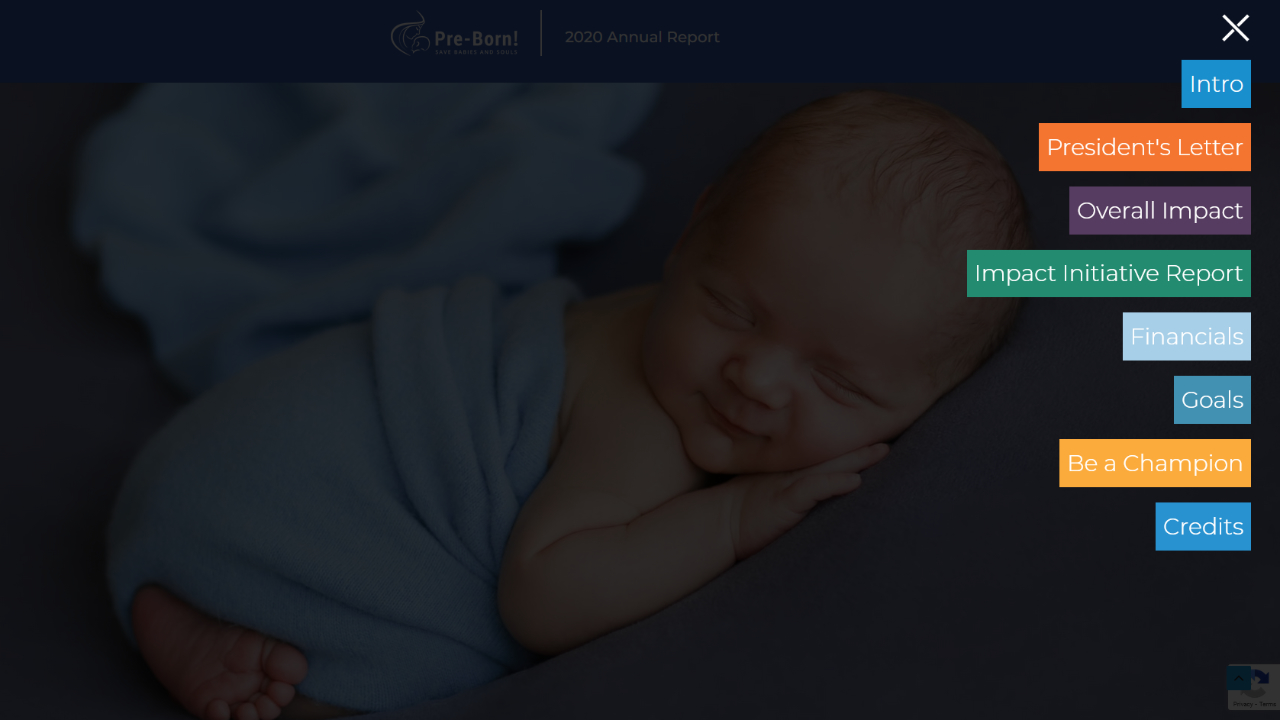 Pre-Born!
SAVE BABIES AND SOULS
2020 Annual Report
Intro
President's Letter
Overall Impact
Impact Initiative Report
Financials
Goals
Be a Champion
Credits
Privacy - Terms